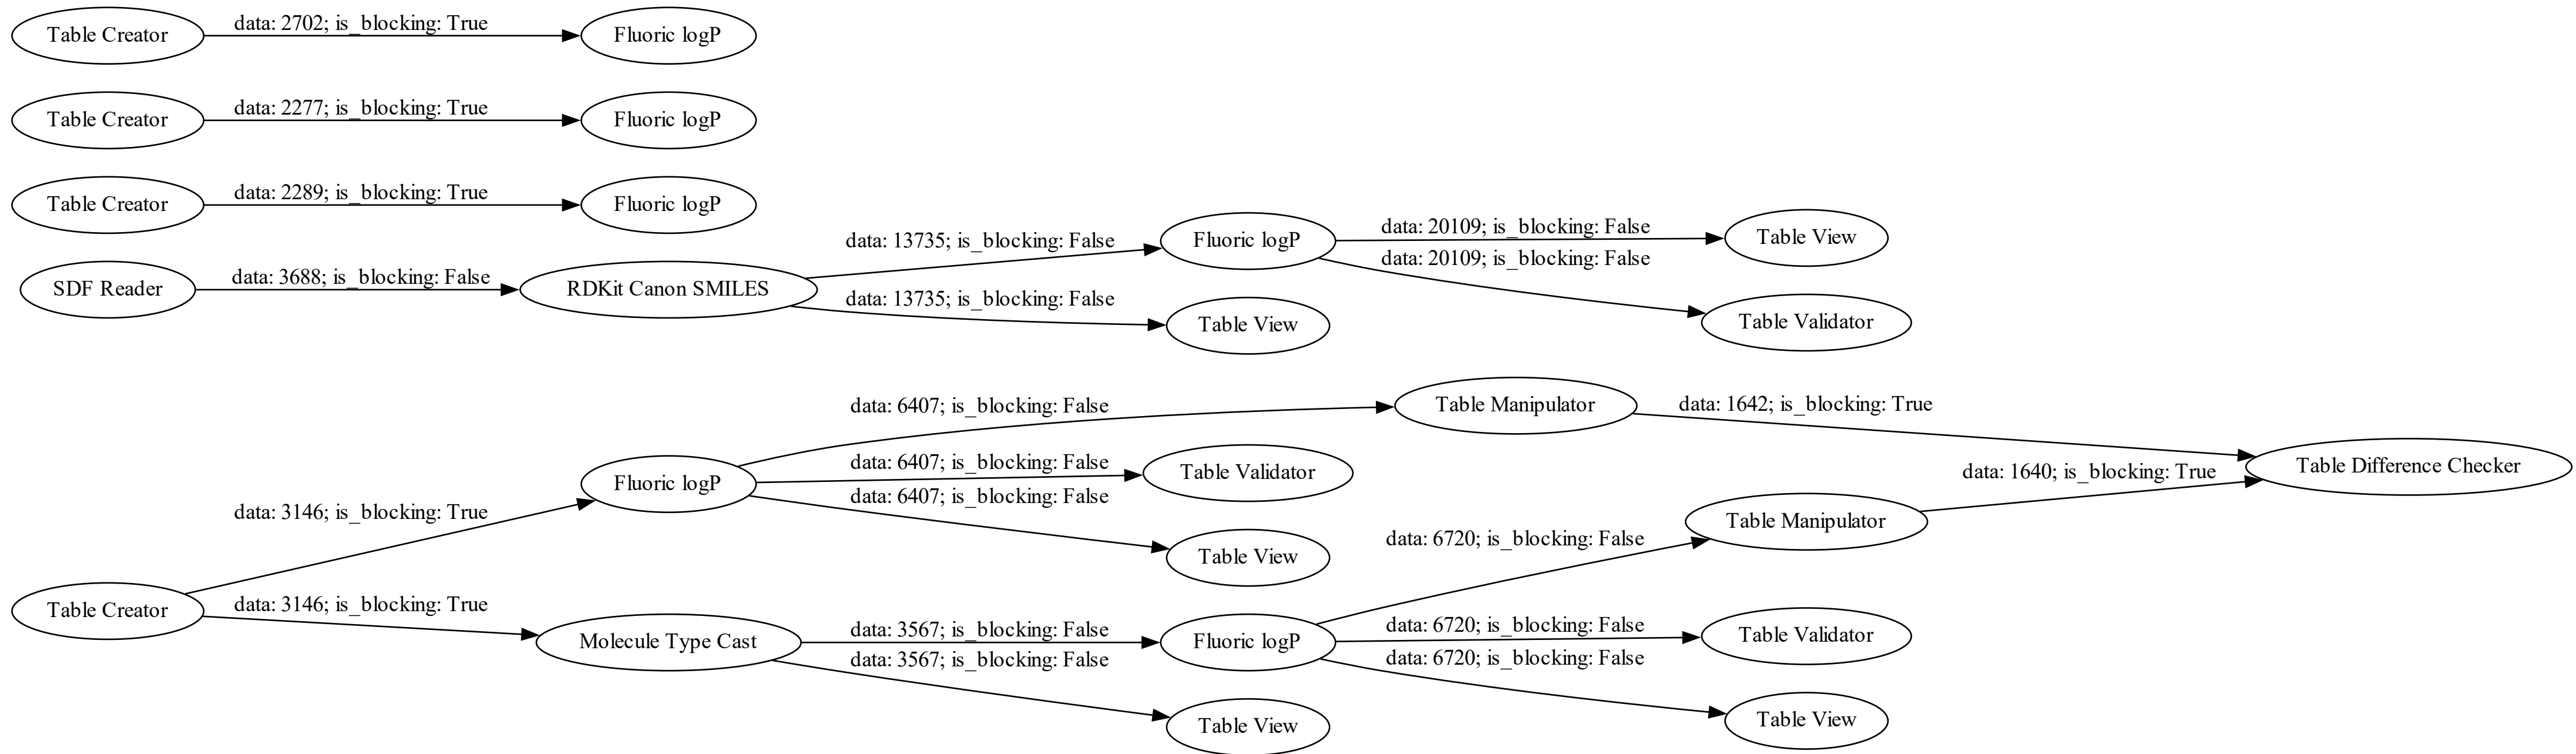 Table Creator
data: 2702; is_blocking: True
Fluoric logP
Table Creator
data: 2277; is_blocking: True
Fluoric logP
Table Creator
data: 2289; is_blocking: True
Fluoric logP
SDF Reader
data: 3688; is_blocking: False
RDKit Canon SMILES
data: 13735; is_blocking: False
Fluoric logP
data: 20109; is_blocking: False
Table View
data: 20109; is_blocking: False
Table Validator
data: 13735; is_blocking: False
Table View
Table Creator
data: 3146; is_blocking: True
Fluoric logP
data: 6407; is_blocking: False
Table Manipulator
data: 1642; is_blocking: True
Table Difference Checker
data: 6407; is_blocking: False
Table Validator
data: 6407; is_blocking: False
Table View
data: 3146; is_blocking: True
Molecule Type Cast
data: 3567; is_blocking: False
Fluoric logP
data: 6720; is_blocking: False
Table Manipulator
data: 1640; is_blocking: True
data: 6720; is_blocking: False
Table Validator
data: 6720; is_blocking: False
Table View
data: 3567; is_blocking: False
Table View